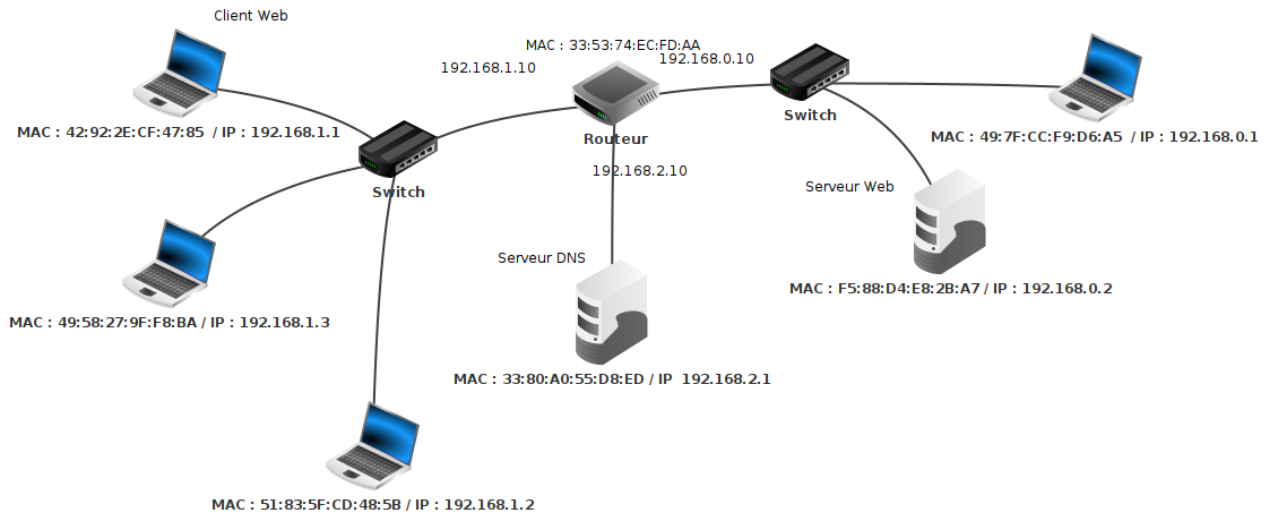 Client Web
MAC : 33:53:74:EC:FD:AA
192.168.1.10
192.168.0.10
MAC : 42:92:2E:CF:47:85  / IP : 192.168.1.1
Switch
Routeur
Switch
MAC : 49:7F:CC:F9:D6:A5  / IP : 192.168.0.1
192.168.2.10
Serveur Web
Serveur DNS
MAC : F5:88:D4:E8:2B:A7 / IP : 192.168.0.2
MAC : 49:58:27:9F:F8:BA / IP : 192.168.1.3
MAC : 33:80:A0:55:D8:ED / IP  192.168.2.1
MAC : 51:83:5F:CD:48:5B / IP : 192.168.1.2